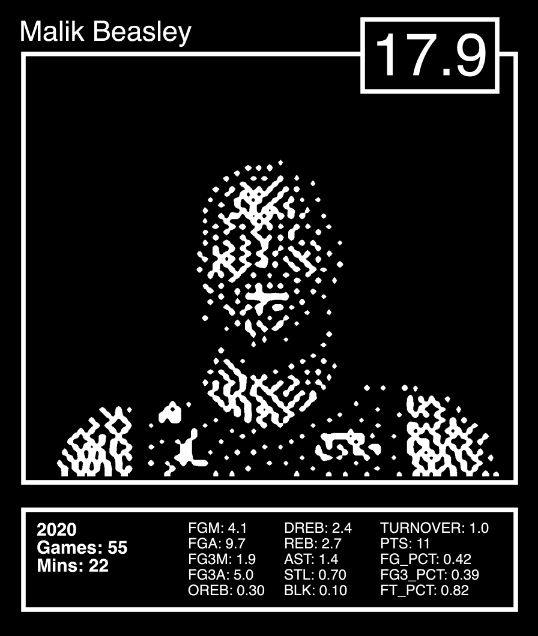 Malik Beasley
17.9
2020
Games: 55
Mins: 22
FGM: 4.1
FGA: 9.7
FG3M: 1.9
FG3A: 5.0
OREB: 0.30
DREB: 2.4
REB: 2.7
AST: 1.4
STL: 0.70
BLK: 0.10
TURNOVER: 1.0
PTS: 11
FG_PCT: 0.42
FG3_PCT: 0.39
FT_PCT: 0.82